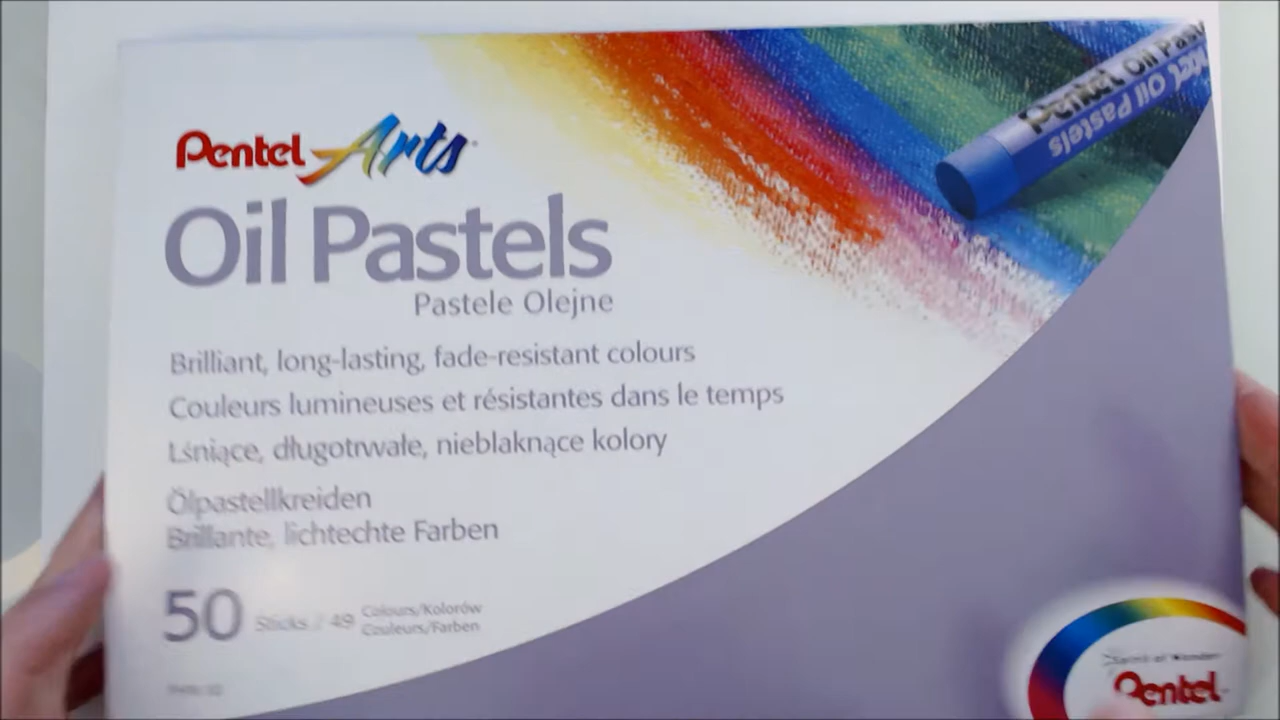 Pentel Oil Past
Pentel Arts
Oil Pastels
Oil Pastels
Pastele Olejne
Brilliant, long-lasting, fade-resistant colours
Couleurs lumineuses et résistantes dans le temps
Lśniące, długotrwałe, nieblaknące kolory
Ölpastellkreiden
Brillante, lichtechte Farben
50 Sticks / 49 Colours/Kolorów
Couleurs/Farben
Pentel